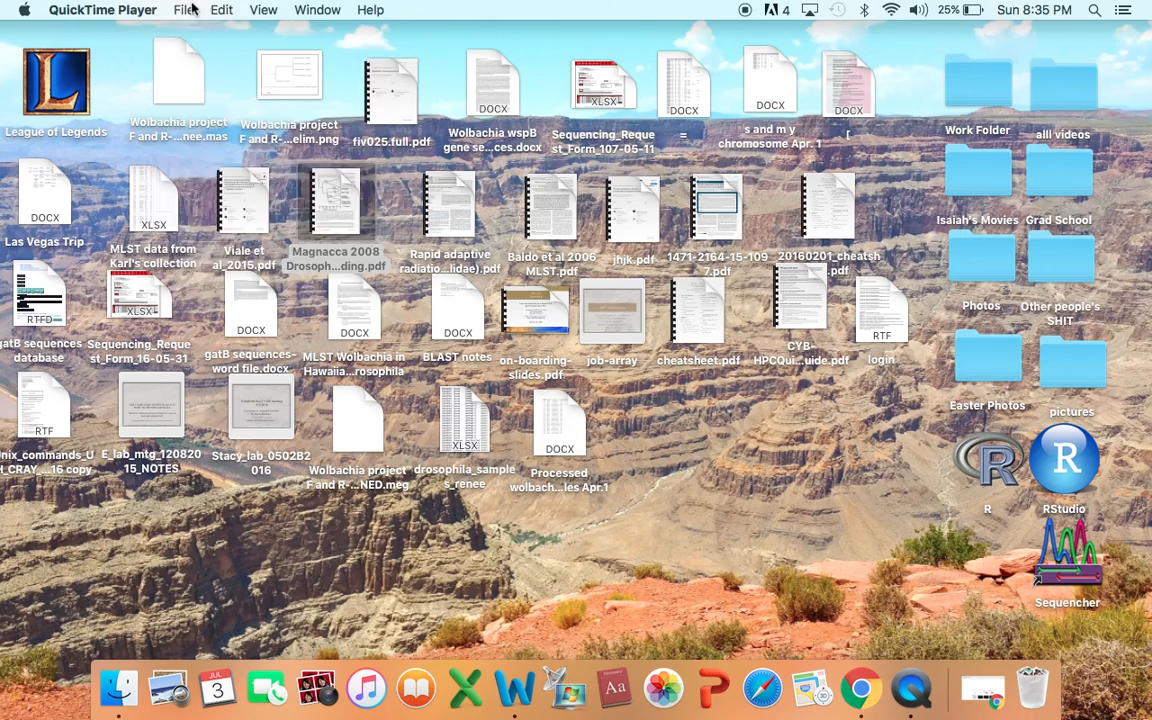 QuickTime Player File Edit View Window Help 4 25% Sun 8:35 PM
League of Legends
Wolbachia project
F and R-...nee.mas
Wolbachia project
F and R-...elim.png
fiv025.full.pdf
DOCX
Wolbachia wspB
gene se...ces.docx
XLSX
Sequencing_Reque
st_Form_107-05-11
DOCX
=
DOCX
s and m y
chromosome Apr. 1
DOCX
[
Work Folder
alll videos
DOCX
Las Vegas Trip
XLSX
MLST data from
Karl's collection
Viale et
al_2015.pdf
Magnacca 2008
Drosoph...ding.pdf
Rapid adaptive
radiatio...lidae).pdf
Baldo et al 2006
MLST.pdf
jhjk.pdf
1471-2164-15-109
7.pdf
20160201_cheatsh
.pdf
Isaiah's Movies
Grad School
RTFD
gatB sequences
database
XLSX
Sequencing_Reque
st_Form_16-05-31
DOCX
gatB sequences-
word file.docx
DOCX
MLST Wolbachia in
Hawaiia...rosophila
DOCX
BLAST notes
on-boarding-
slides.pdf
job-array
cheatsheet.pdf
CYB-
HPCQui...uide.pdf
RTF
login
Photos
Other people's
SHIT
RTF
nix_commands_U
H_CRAY_...16 copy
E_lab_mtg_120820
15_NOTES
Stacy_lab_0502B2
016
Wolbachia project
F and R-...NED.meg
XLSX
drosophila_sample
s_renee
DOCX
Processed
wolbach...les Apr.1
Easter Photos
pictures
R
R
R
RStudio
Sequencher
JUL
3
Aa